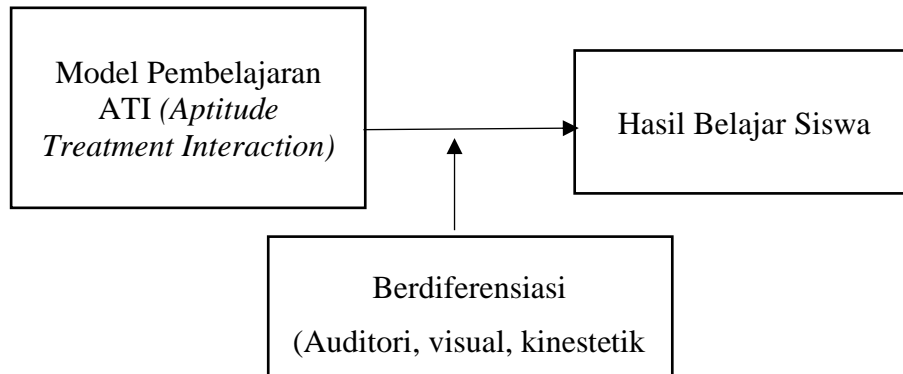 Model Pembelajaran
ATI (Aptitude
Treatment Interaction)
Hasil Belajar Siswa
Berdiferensiasi
(Auditori, visual, kinestetik